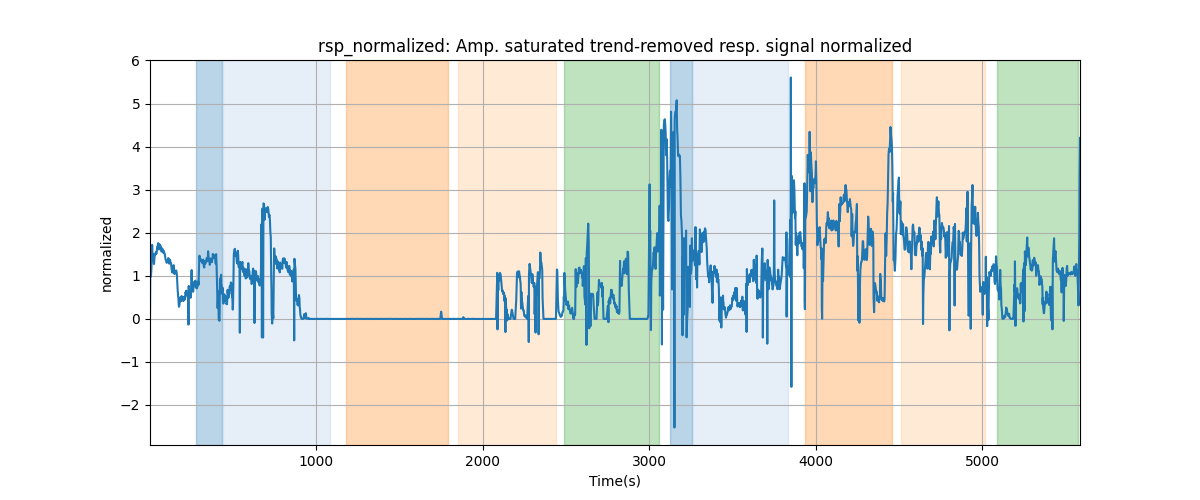 rsp_normalized: Amp. saturated trend-removed resp. signal normalized
6
5
4
3
2
1
0
−1
−2
normalized
1000 2000 3000 4000 5000
Time(s)